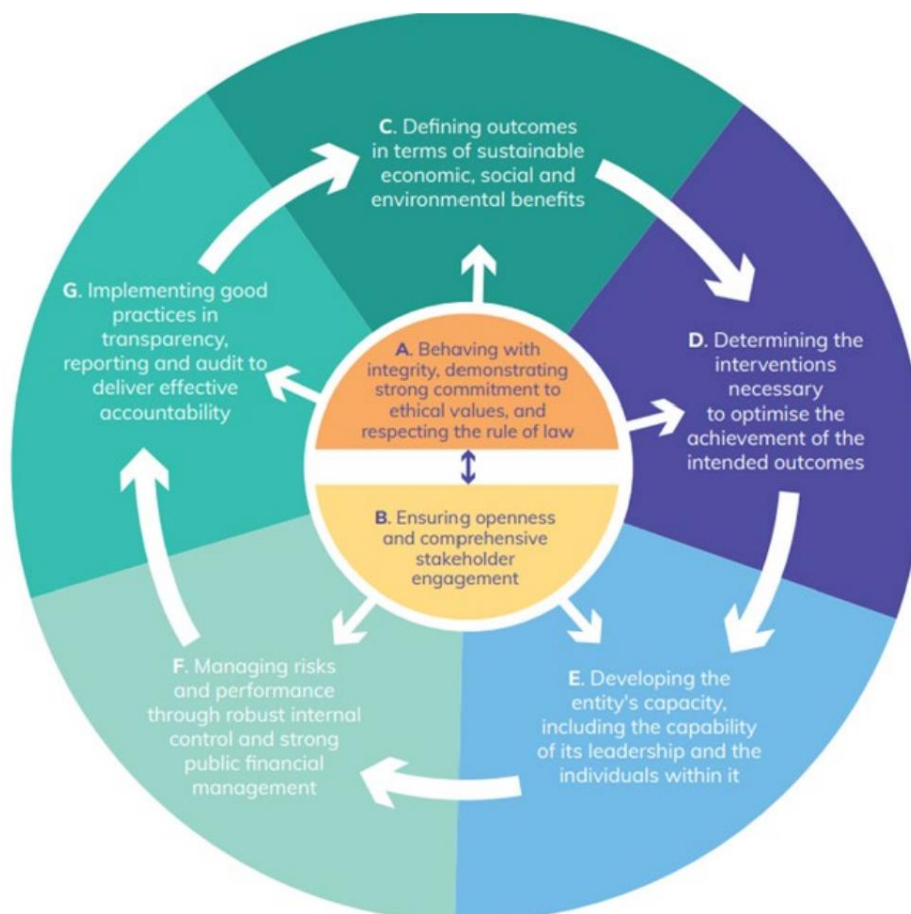 C. Defining outcomes
in terms of sustainable
economic, social and
environmental benefits
G. Implementing good
practices in
transparency,
reporting and audit to
deliver effective
accountability
A. Behaving with
integrity, demonstrating
strong commitment to
ethical values, and
respecting the rule of law
D. Determining the
interventions
necessary
to optimise the
achievement of the
intended outcomes
B. Ensuring openness
and comprehensive
stakeholder
engagement
F. Managing risks
and performance
through robust internal
control and strong
public financial
management
E. Developing the
entity's capacity,
including the capability
of its leadership and the
individuals within it